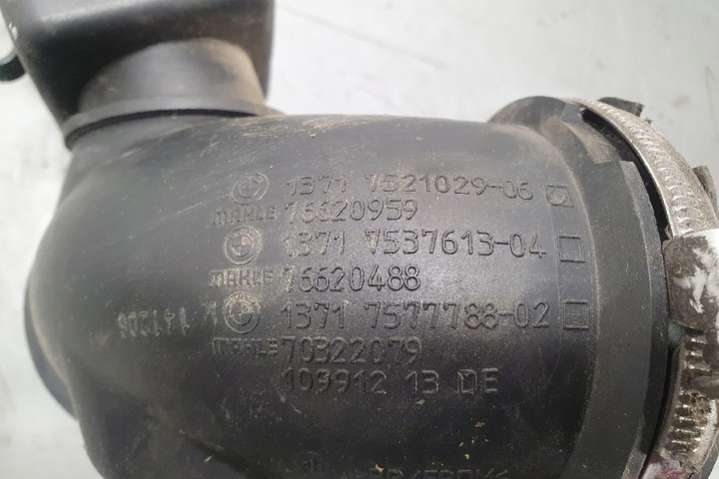 1371 7521029-06
MAHLE 76620959
1371 7537613-04
MAHLE 76620488
1371 7577788-02
MAHLE 70322079
109912 13 DE